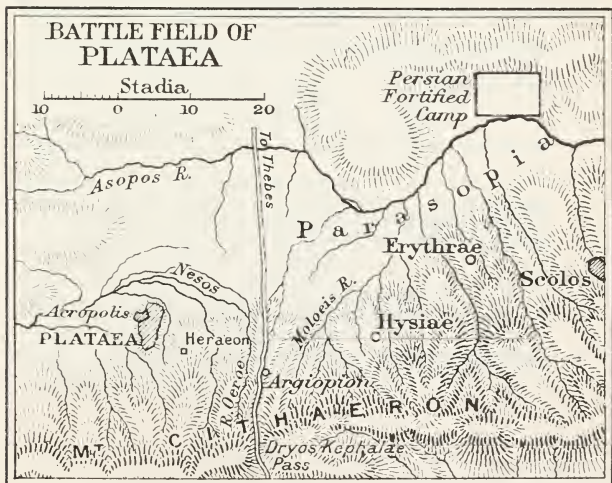 BATTLE FIELD OF
PLATAEA
Stadia
10 0 10 20
Persian
Fortified
Camp
To Thebes
Asopos R.
Parasopia
Erythrae
Scolos
Nesos
Moloeis R.
Acropolis
PLATAEA
Heraeon
Hysiae
R. Oeroe
Argiopion
MT CITHAERON
Dryos Kephalae
Pass